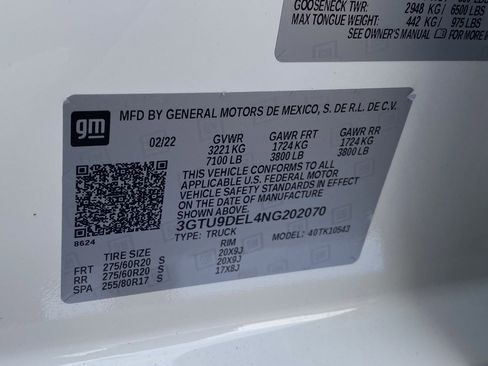 GOOSENECK TWR: 2948 KG / 6500 LBS
MAX TONGUE WEIGHT: 442 KG / 975 LBS
SEE OWNER'S MANUAL FOR MORE
gm
MFD BY GENERAL MOTORS DE MEXICO, S. DE R.L. DE C.V.
02/22 GVWR GAWR FRT GAWR RR
3221 KG 1724 KG 1724 KG
7100 LB 3800 LB 3800 LB
THIS VEHICLE CONFORMS TO ALL
APPLICABLE U.S. FEDERAL MOTOR
VEHICLE SAFETY STANDARDS IN EFFECT
ON THE DATE OF MANUFACTURE
SHOWN ABOVE.
3GTU9DEL4NG202070
TYPE: TRUCK MODEL: 40TK10543
8624
TIRE SIZE RIM
FRT 275/60R20 S 20X9J
RR 275/60R20 S 20X9J
SPA 255/80R17 S 17X8J